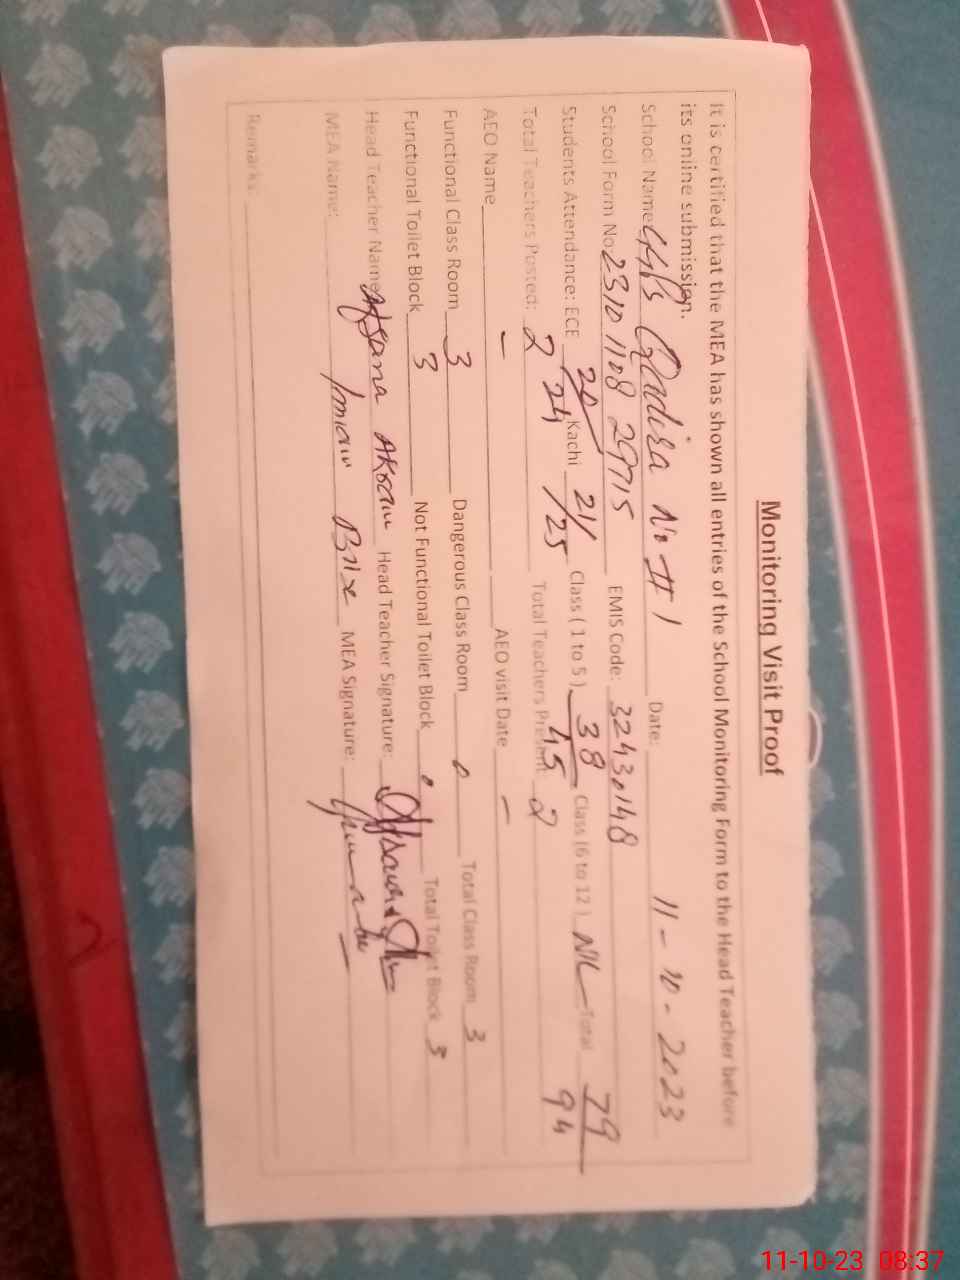 Monitoring Visit Proof
It is certified that the MEA has shown all entries of the School Monitoring Form to the Head Teacher before
its online submission.
School Name: No # 1 Date: 11-10-2023
School Form No: 2310 1108 29715 EMIS Code: 32430148
Students Attendance: ECE 20/24 Kachi 21/25 Class ( 1 to 5 ) 38/45 Class (6 to 12 ) NIL Total 79/94
Total Teachers Posted: 2 Total Teachers Present: 2
AEO Name - AEO visit Date -
Functional Class Room 3 Dangerous Class Room 0 Total Class Room 3
Functional Toilet Block 3 Not Functional Toilet Block 0 Total Toilet Block 3
Head Teacher Name Afsana Akram Head Teacher Signature:
MEA Name: Imran MEA Signature:
Remarks:
11-10-23 08:37